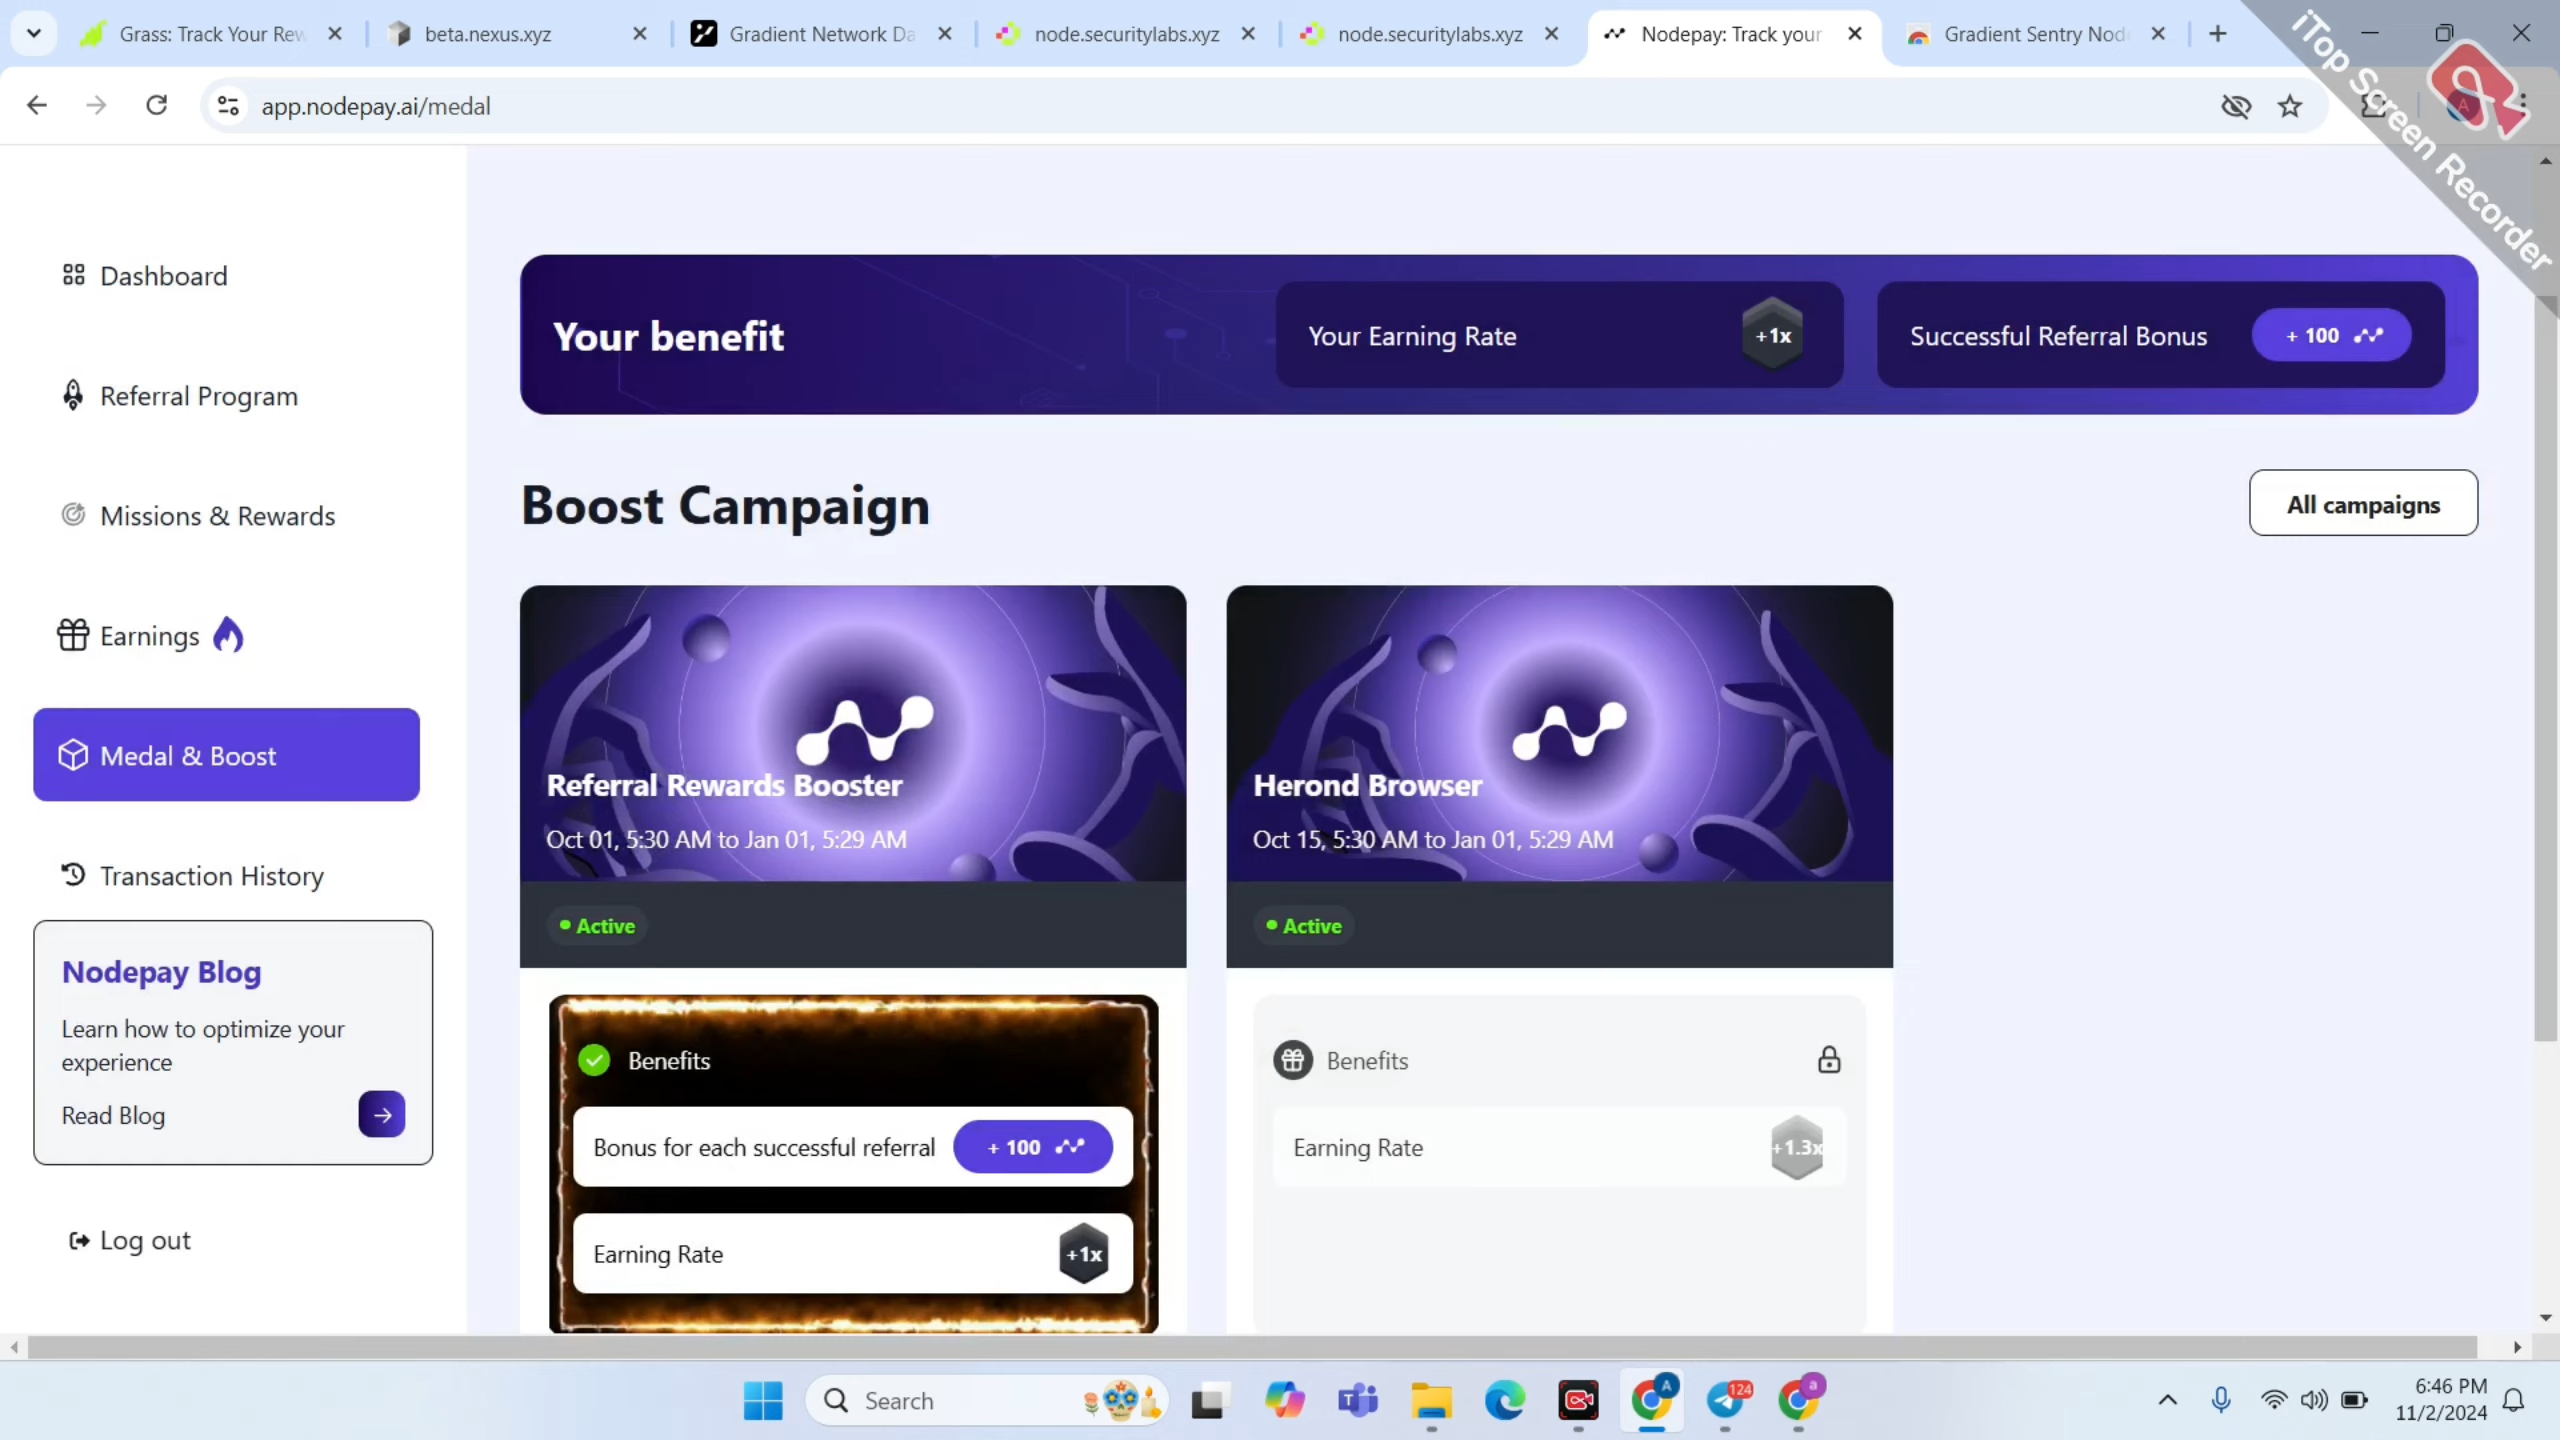 Grass: Track Your Rew
beta.nexus.xyz
Gradient Network Da
node.securitylabs.xyz
node.securitylabs.xyz
Nodepay: Track your
Gradient Sentry Nod
app.nodepay.ai/medal
A
iTop Screen Recorder
Dashboard
Referral Program
Missions & Rewards
Earnings
Medal & Boost
Transaction History
Nodepay Blog
Learn how to optimize your
experience
Read Blog
Log out
Your benefit
Your Earning Rate
+1x
Successful Referral Bonus
+ 100
Boost Campaign
All campaigns
Referral Rewards Booster
Oct 01, 5:30 AM to Jan 01, 5:29 AM
Active
Benefits
Bonus for each successful referral
+ 100
Earning Rate
+1x
Herond Browser
Oct 15, 5:30 AM to Jan 01, 5:29 AM
Active
Benefits
Earning Rate
+1.3x
Search
A
124
a
6:46 PM
11/2/2024